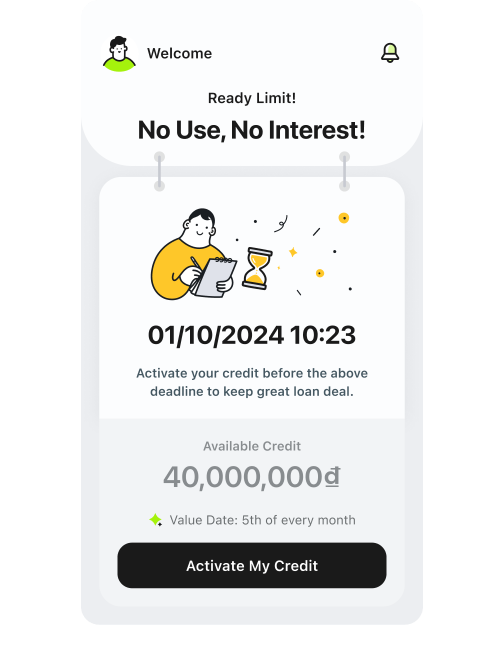 Welcome
Ready Limit!
No Use, No Interest!
01/10/2024 10:23
Activate your credit before the above
deadline to keep great loan deal.
Available Credit
40,000,000₫
Value Date: 5th of every month
Activate My Credit